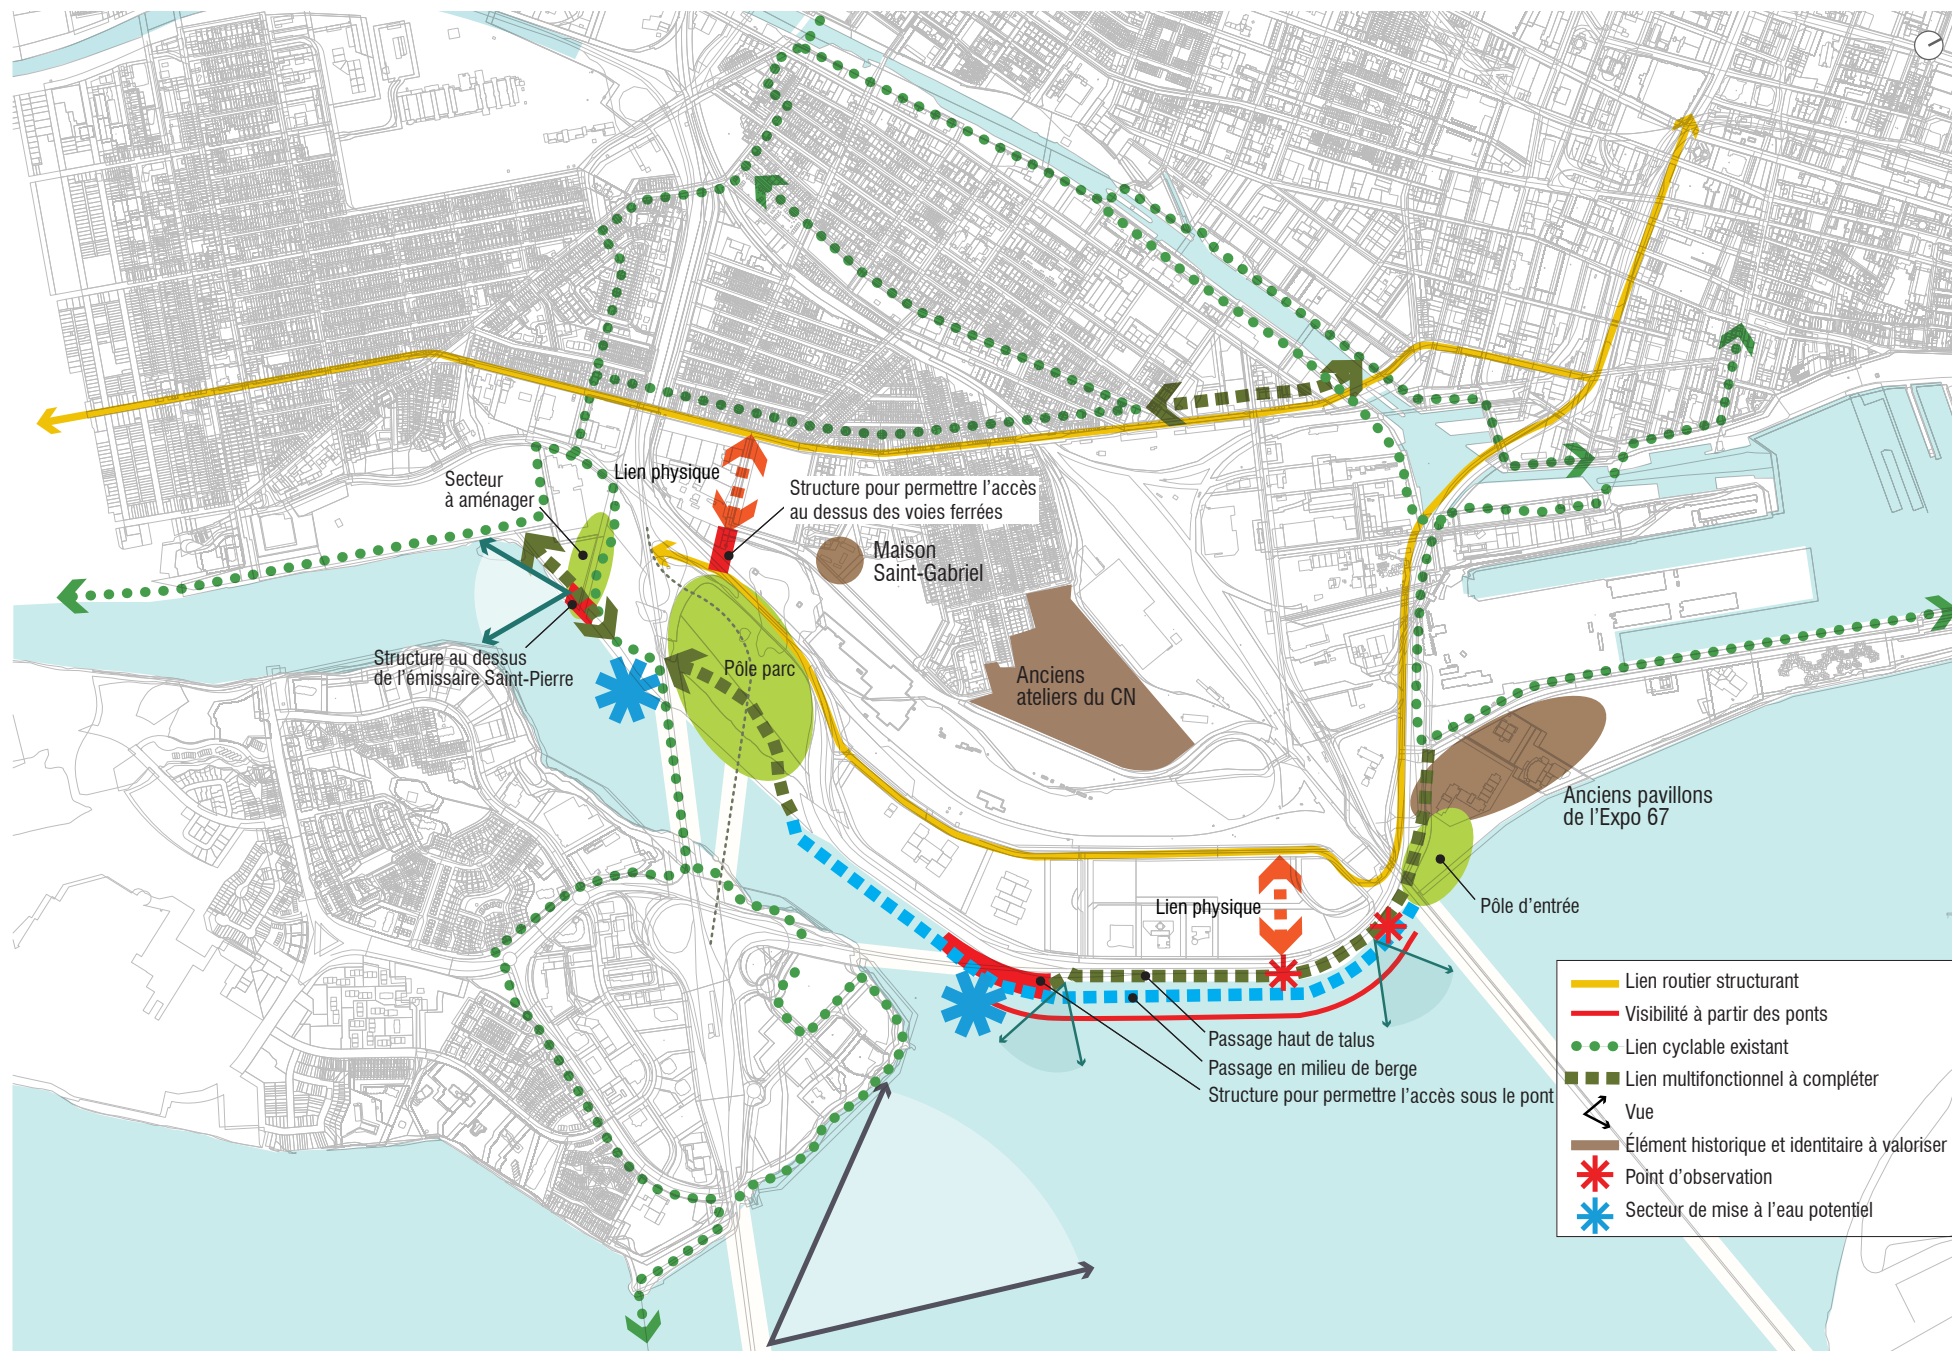 Lien physique
Secteur
à aménager
Structure pour permettre l'accès
au dessus des voies ferrées
Maison
Saint-Gabriel
Structure au dessus
de l'émissaire Saint-Pierre
Pôle parc
Anciens
ateliers du CN
Anciens pavillons
de l'Expo 67
Lien physique
Pôle d'entrée
Passage haut de talus
Passage en milieu de berge
Structure pour permettre l'accès sous le pont
Lien routier structurant
Visibilité à partir des ponts
Lien cyclable existant
Lien multifonctionnel à compléter
Vue
Élément historique et identitaire à valoriser
Point d'observation
Secteur de mise à l'eau potentiel